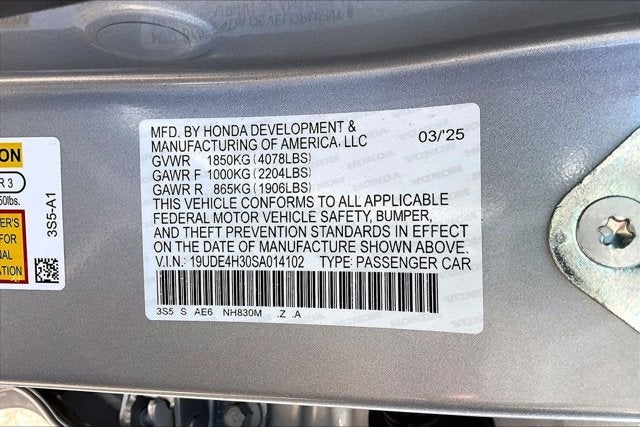 MFD. BY HONDA DEVELOPMENT &
MANUFACTURING OF AMERICA, LLC 03/'25
GVWR 1850KG(4078LBS)
GAWR F 1000KG(2204LBS)
GAWR R 865KG(1906LBS)
THIS VEHICLE CONFORMS TO ALL APPLICABLE
FEDERAL MOTOR VEHICLE SAFETY, BUMPER,
AND THEFT PREVENTION STANDARDS IN EFFECT
ON THE DATE OF MANUFACTURE SHOWN ABOVE.
V.I.N.: 19UDE4H30SA014102 TYPE: PASSENGER CAR
3S5 S AE6 NH830M .Z .A
3S5-A1
R 3
50lbs.